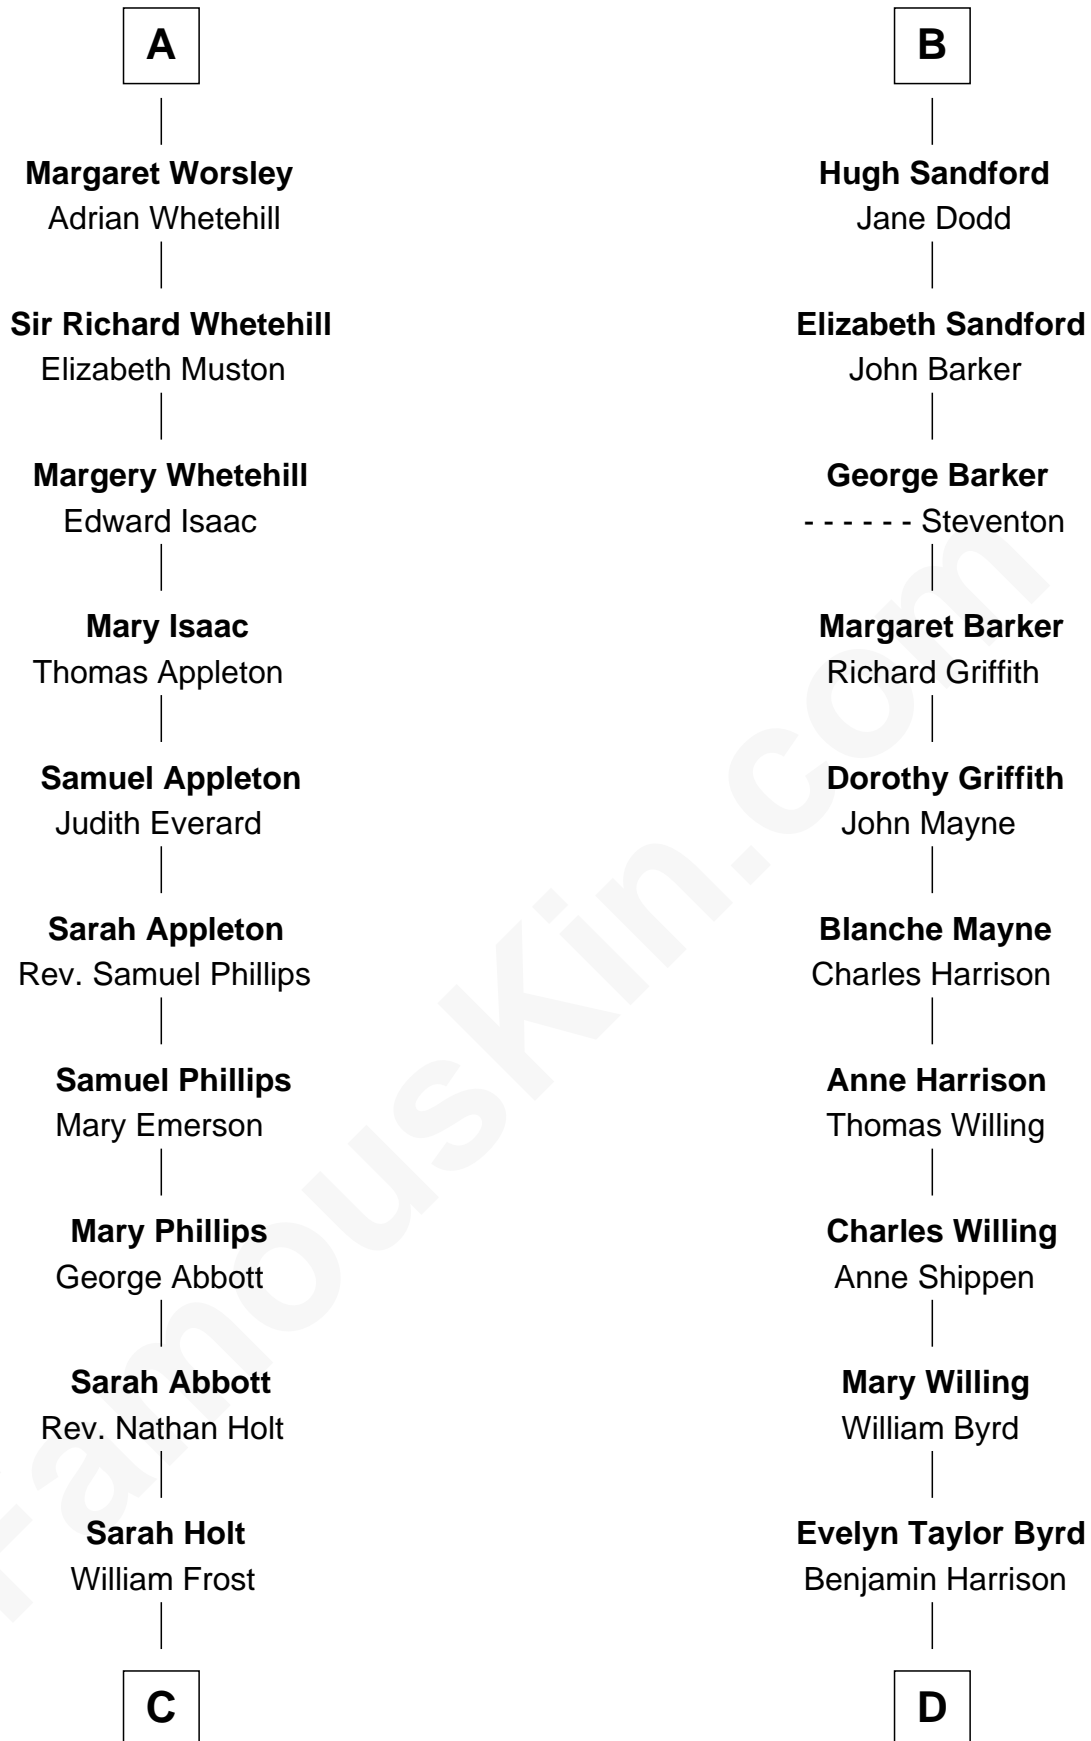 A
Margaret Worsley
Adrian Whetehill
Sir Richard Whetehill
Elizabeth Muston
Margery Whetehill
Edward Isaac
Mary Isaac
Thomas Appleton
Samuel Appleton
Judith Everard
Sarah Appleton
Rev. Samuel Phillips
Samuel Phillips
Mary Emerson
Mary Phillips
George Abbott
Sarah Abbott
Rev. Nathan Holt
Sarah Holt
William Frost
C
B
Hugh Sandford
Jane Dodd
Elizabeth Sandford
John Barker
George Barker
- - - - - - Steventon
Margaret Barker
Richard Griffith
Dorothy Griffith
John Mayne
Blanche Mayne
Charles Harrison
Anne Harrison
Thomas Willing
Charles Willing
Anne Shippen
Mary Willing
William Byrd
Evelyn Taylor Byrd
Benjamin Harrison
D
FamousKin.com